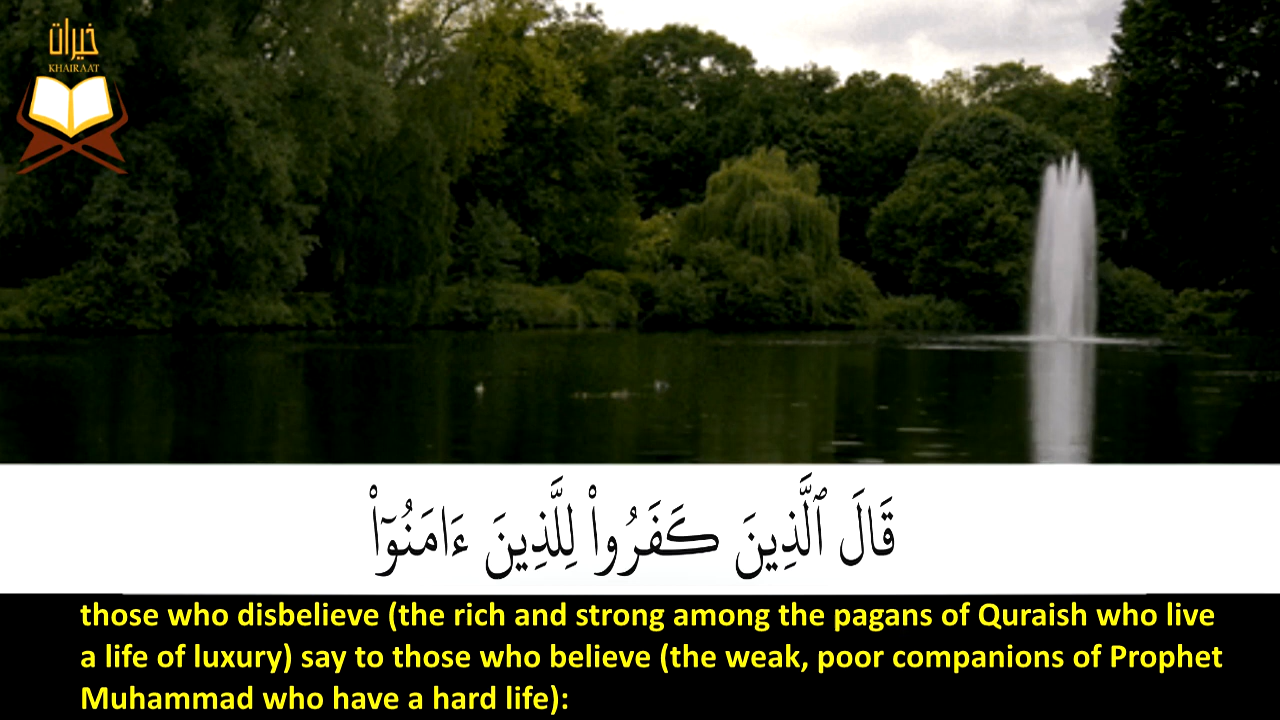 خيرات
KHAIRAAT
قَالَ ٱلَّذِينَ كَفَرُوا۟ لِلَّذِينَ ءَامَنُوٓا۟
those who disbelieve (the rich and strong among the pagans of Quraish who live
a life of luxury) say to those who believe (the weak, poor companions of Prophet
Muhammad who have a hard life):